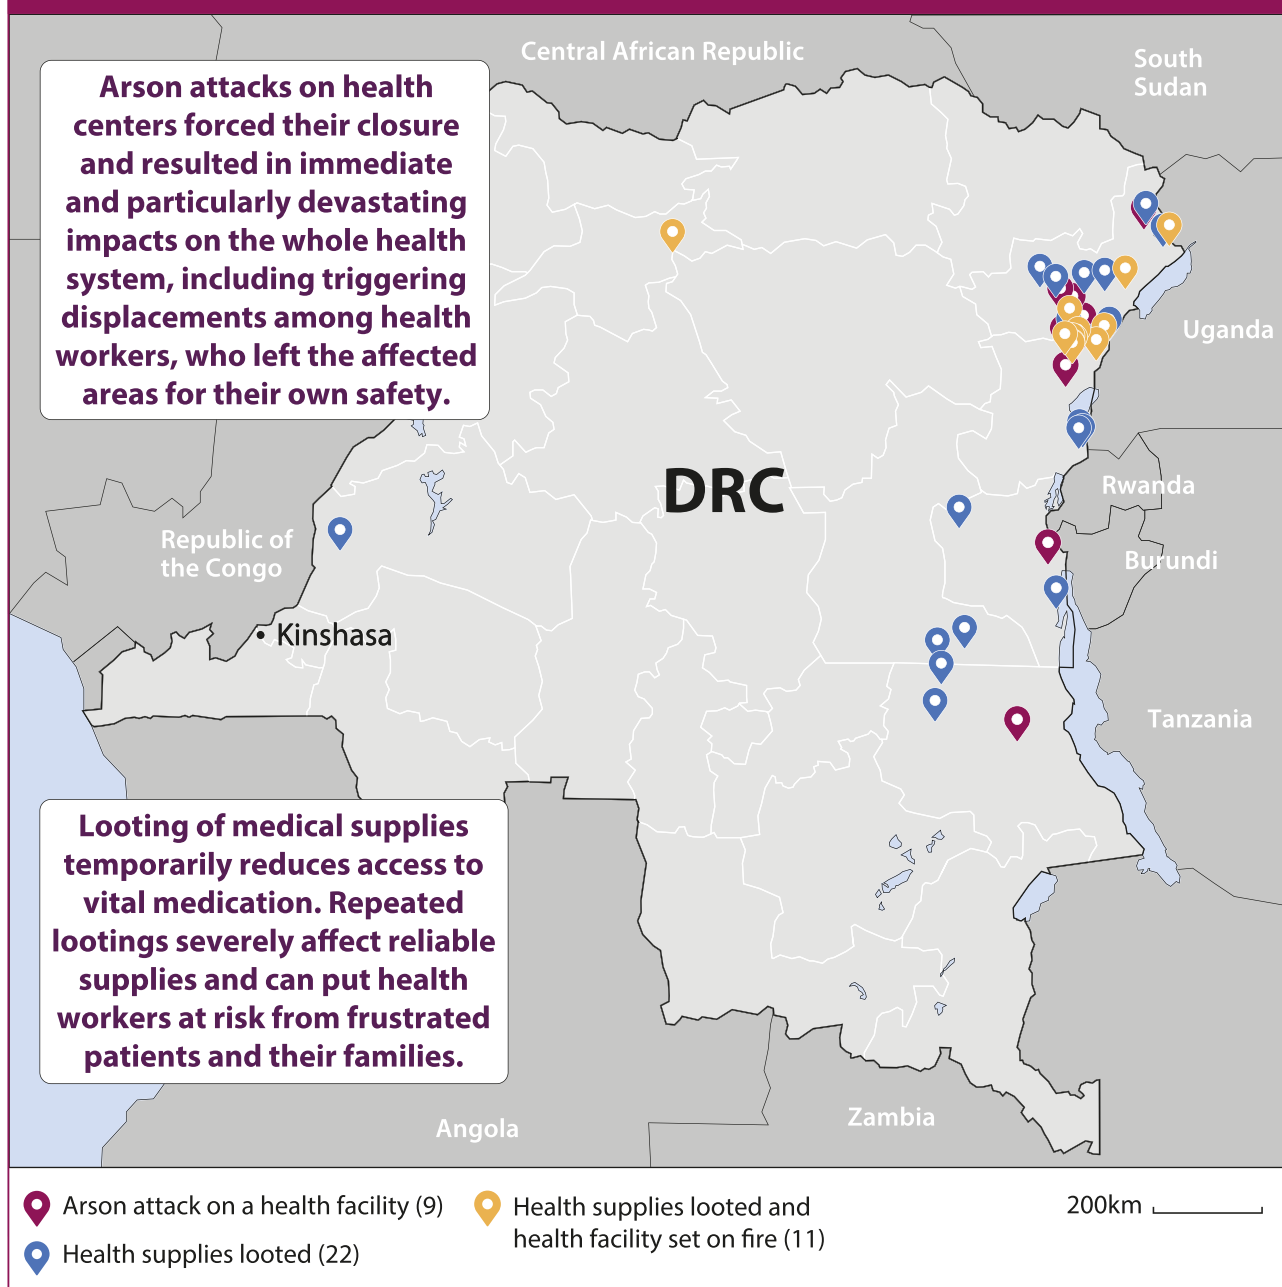 Central African Republic
South
Sudan
Arson attacks on health
centers forced their closure
and resulted in immediate
and particularly devastating
impacts on the whole health
system, including triggering
displacements among health
workers, who left the affected
areas for their own safety.
Uganda
DRC
Rwanda
Republic of
the Congo
Burundi
• Kinshasa
Tanzania
Looting of medical supplies
temporarily reduces access to
vital medication. Repeated
lootings severely affect reliable
supplies and can put health
workers at risk from frustrated
patients and their families.
Angola
Zambia
Arson attack on a health facility (9)
Health supplies looted (22)
Health supplies looted and
health facility set on fire (11)
200km